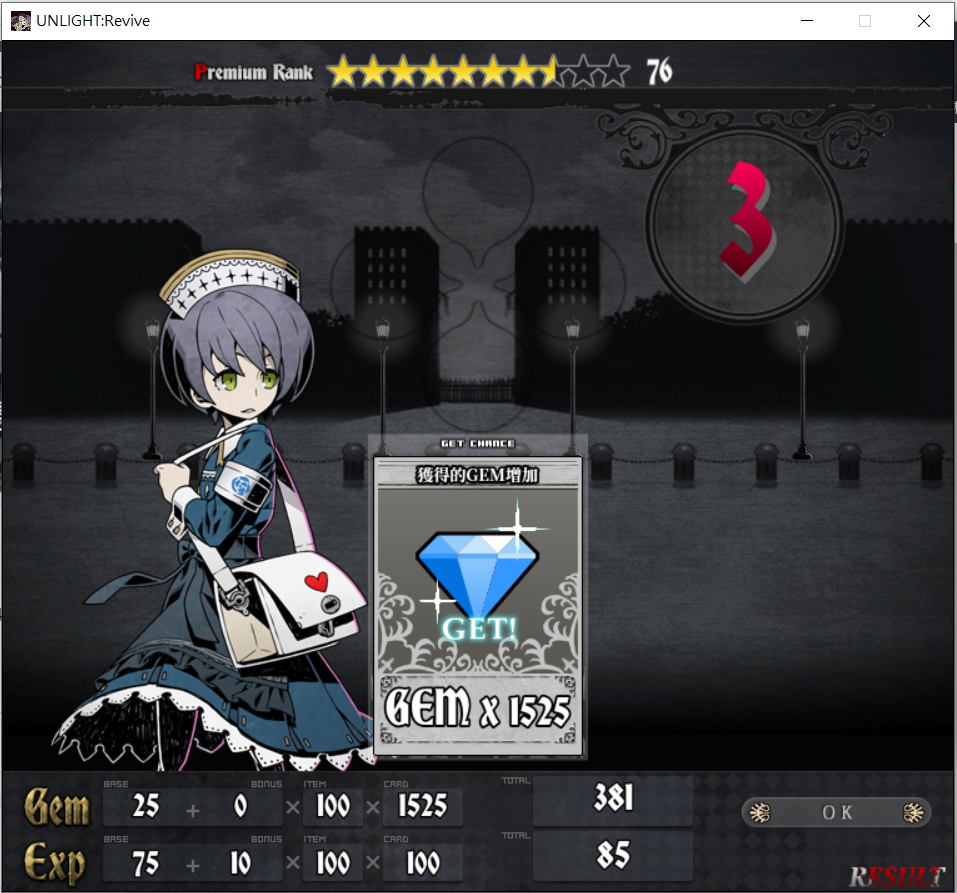 UNLIGHT:Revive
Premium Rank 76
3
GET CHANCE
獲得的GEM增加
GET!
GEM X 1525
BASE BONUS ITEM CARD TOTAL
Gem 25 + 0 × 100 × 1525 381
OK
BASE BONUS ITEM CARD TOTAL
Exp 75 + 10 × 100 × 100 85
RESULT